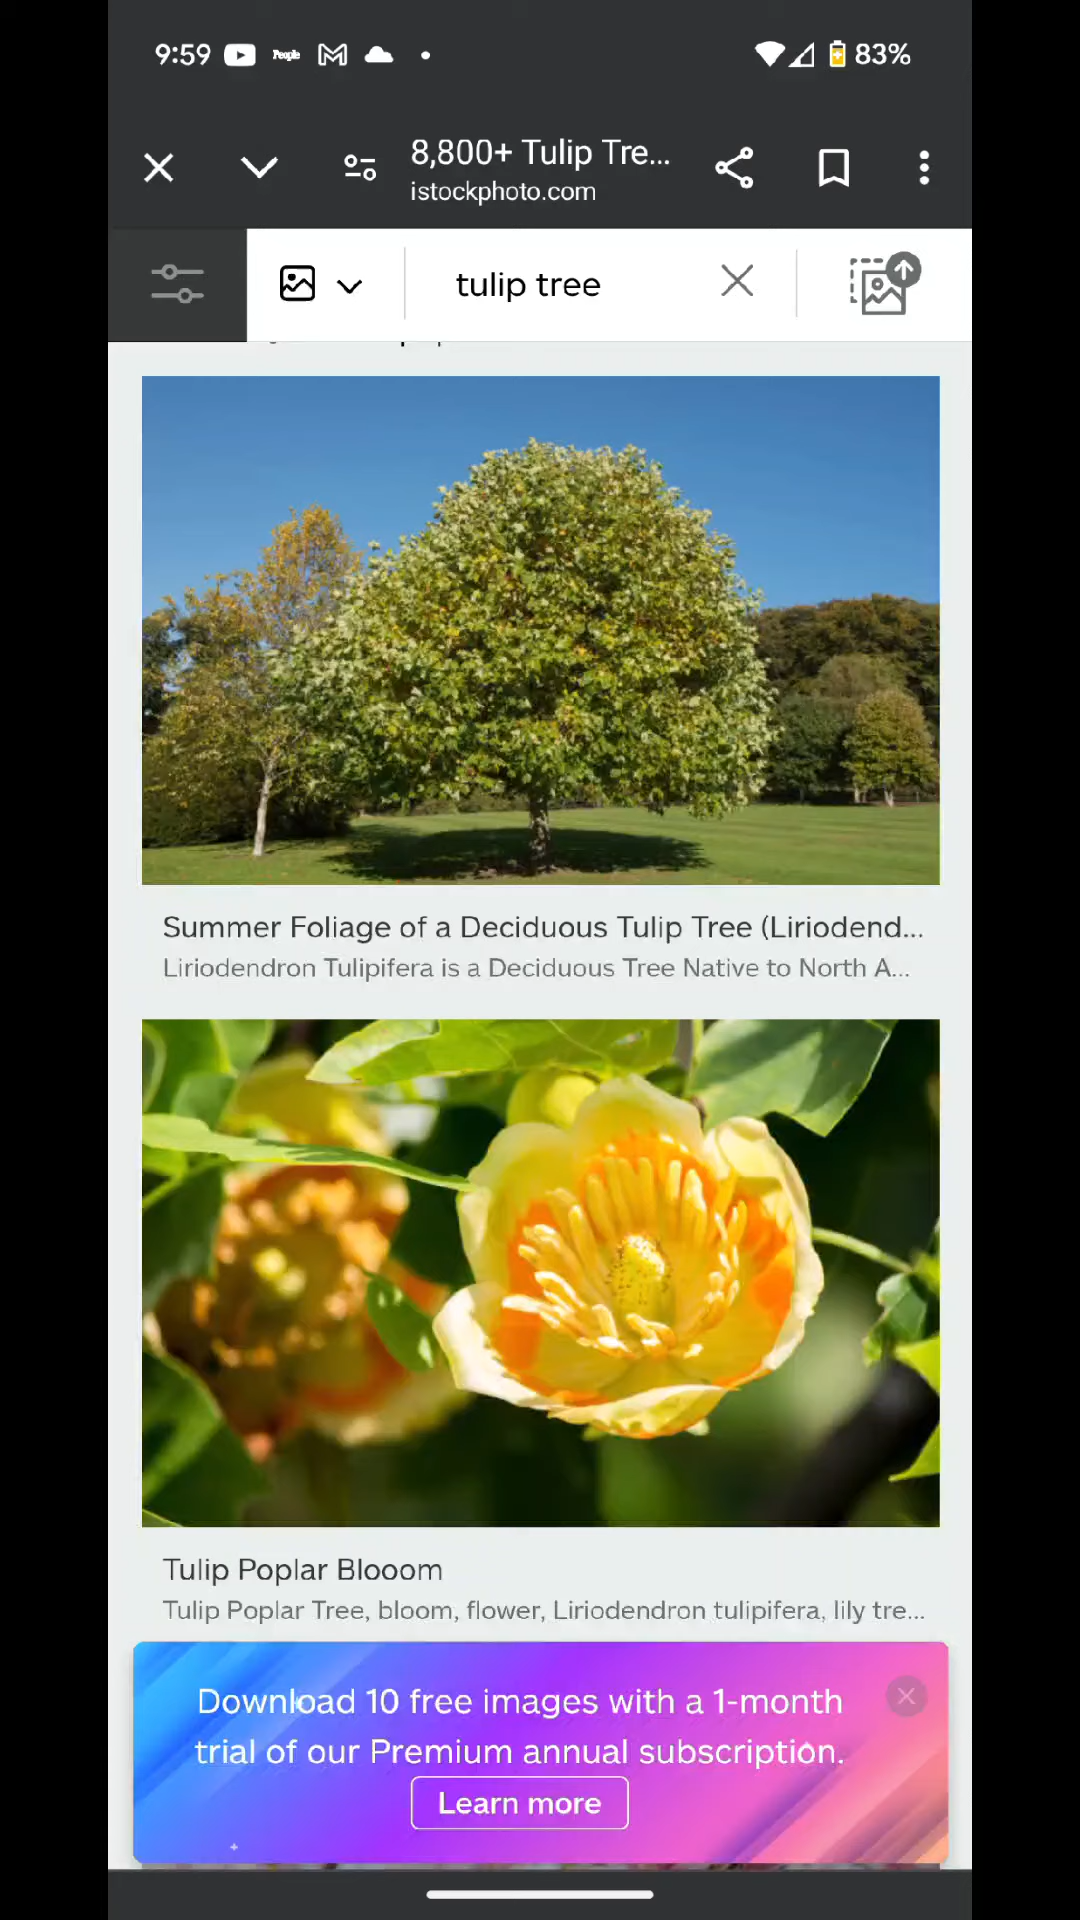 9:59 People 83%
8,800+ Tulip Tre...
istockphoto.com
tulip tree
Summer Foliage of a Deciduous Tulip Tree (Liriodend...
Liriodendron Tulipifera is a Deciduous Tree Native to North A...
Tulip Poplar Blooom
Tulip Poplar Tree, bloom, flower, Liriodendron tulipifera, lily tre...
Download 10 free images with a 1-month
trial of our Premium annual subscription.
Learn more